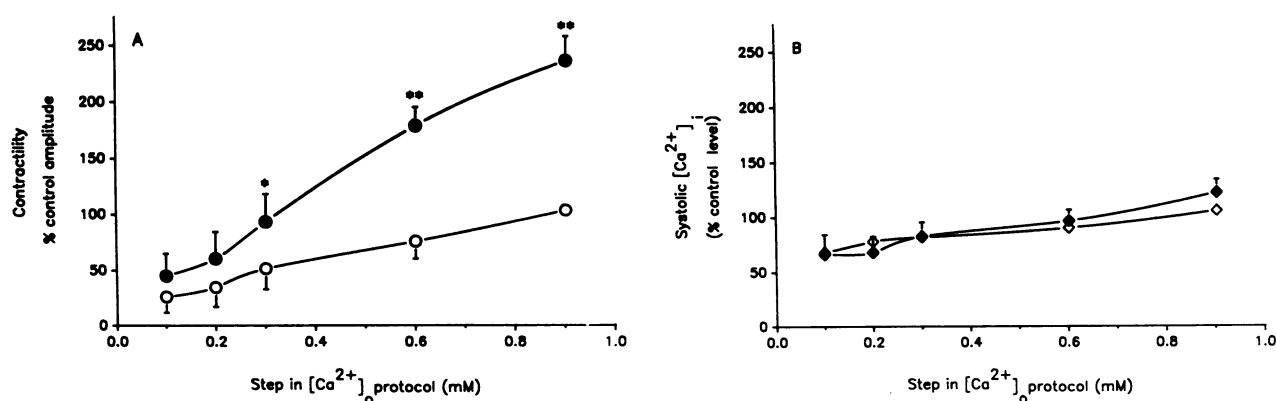 A
Contractility
% control amplitude
250
200
150
100
50
0
*
**
**
0.0 0.2 0.4 0.6 0.8 1.0
Step in [Ca2+]o protocol (mM)
B
Systolic [Ca2+]i
(% control level)
250
200
150
100
50
0
0.0 0.2 0.4 0.6 0.8 1.0
Step in [Ca2+]o protocol (mM)